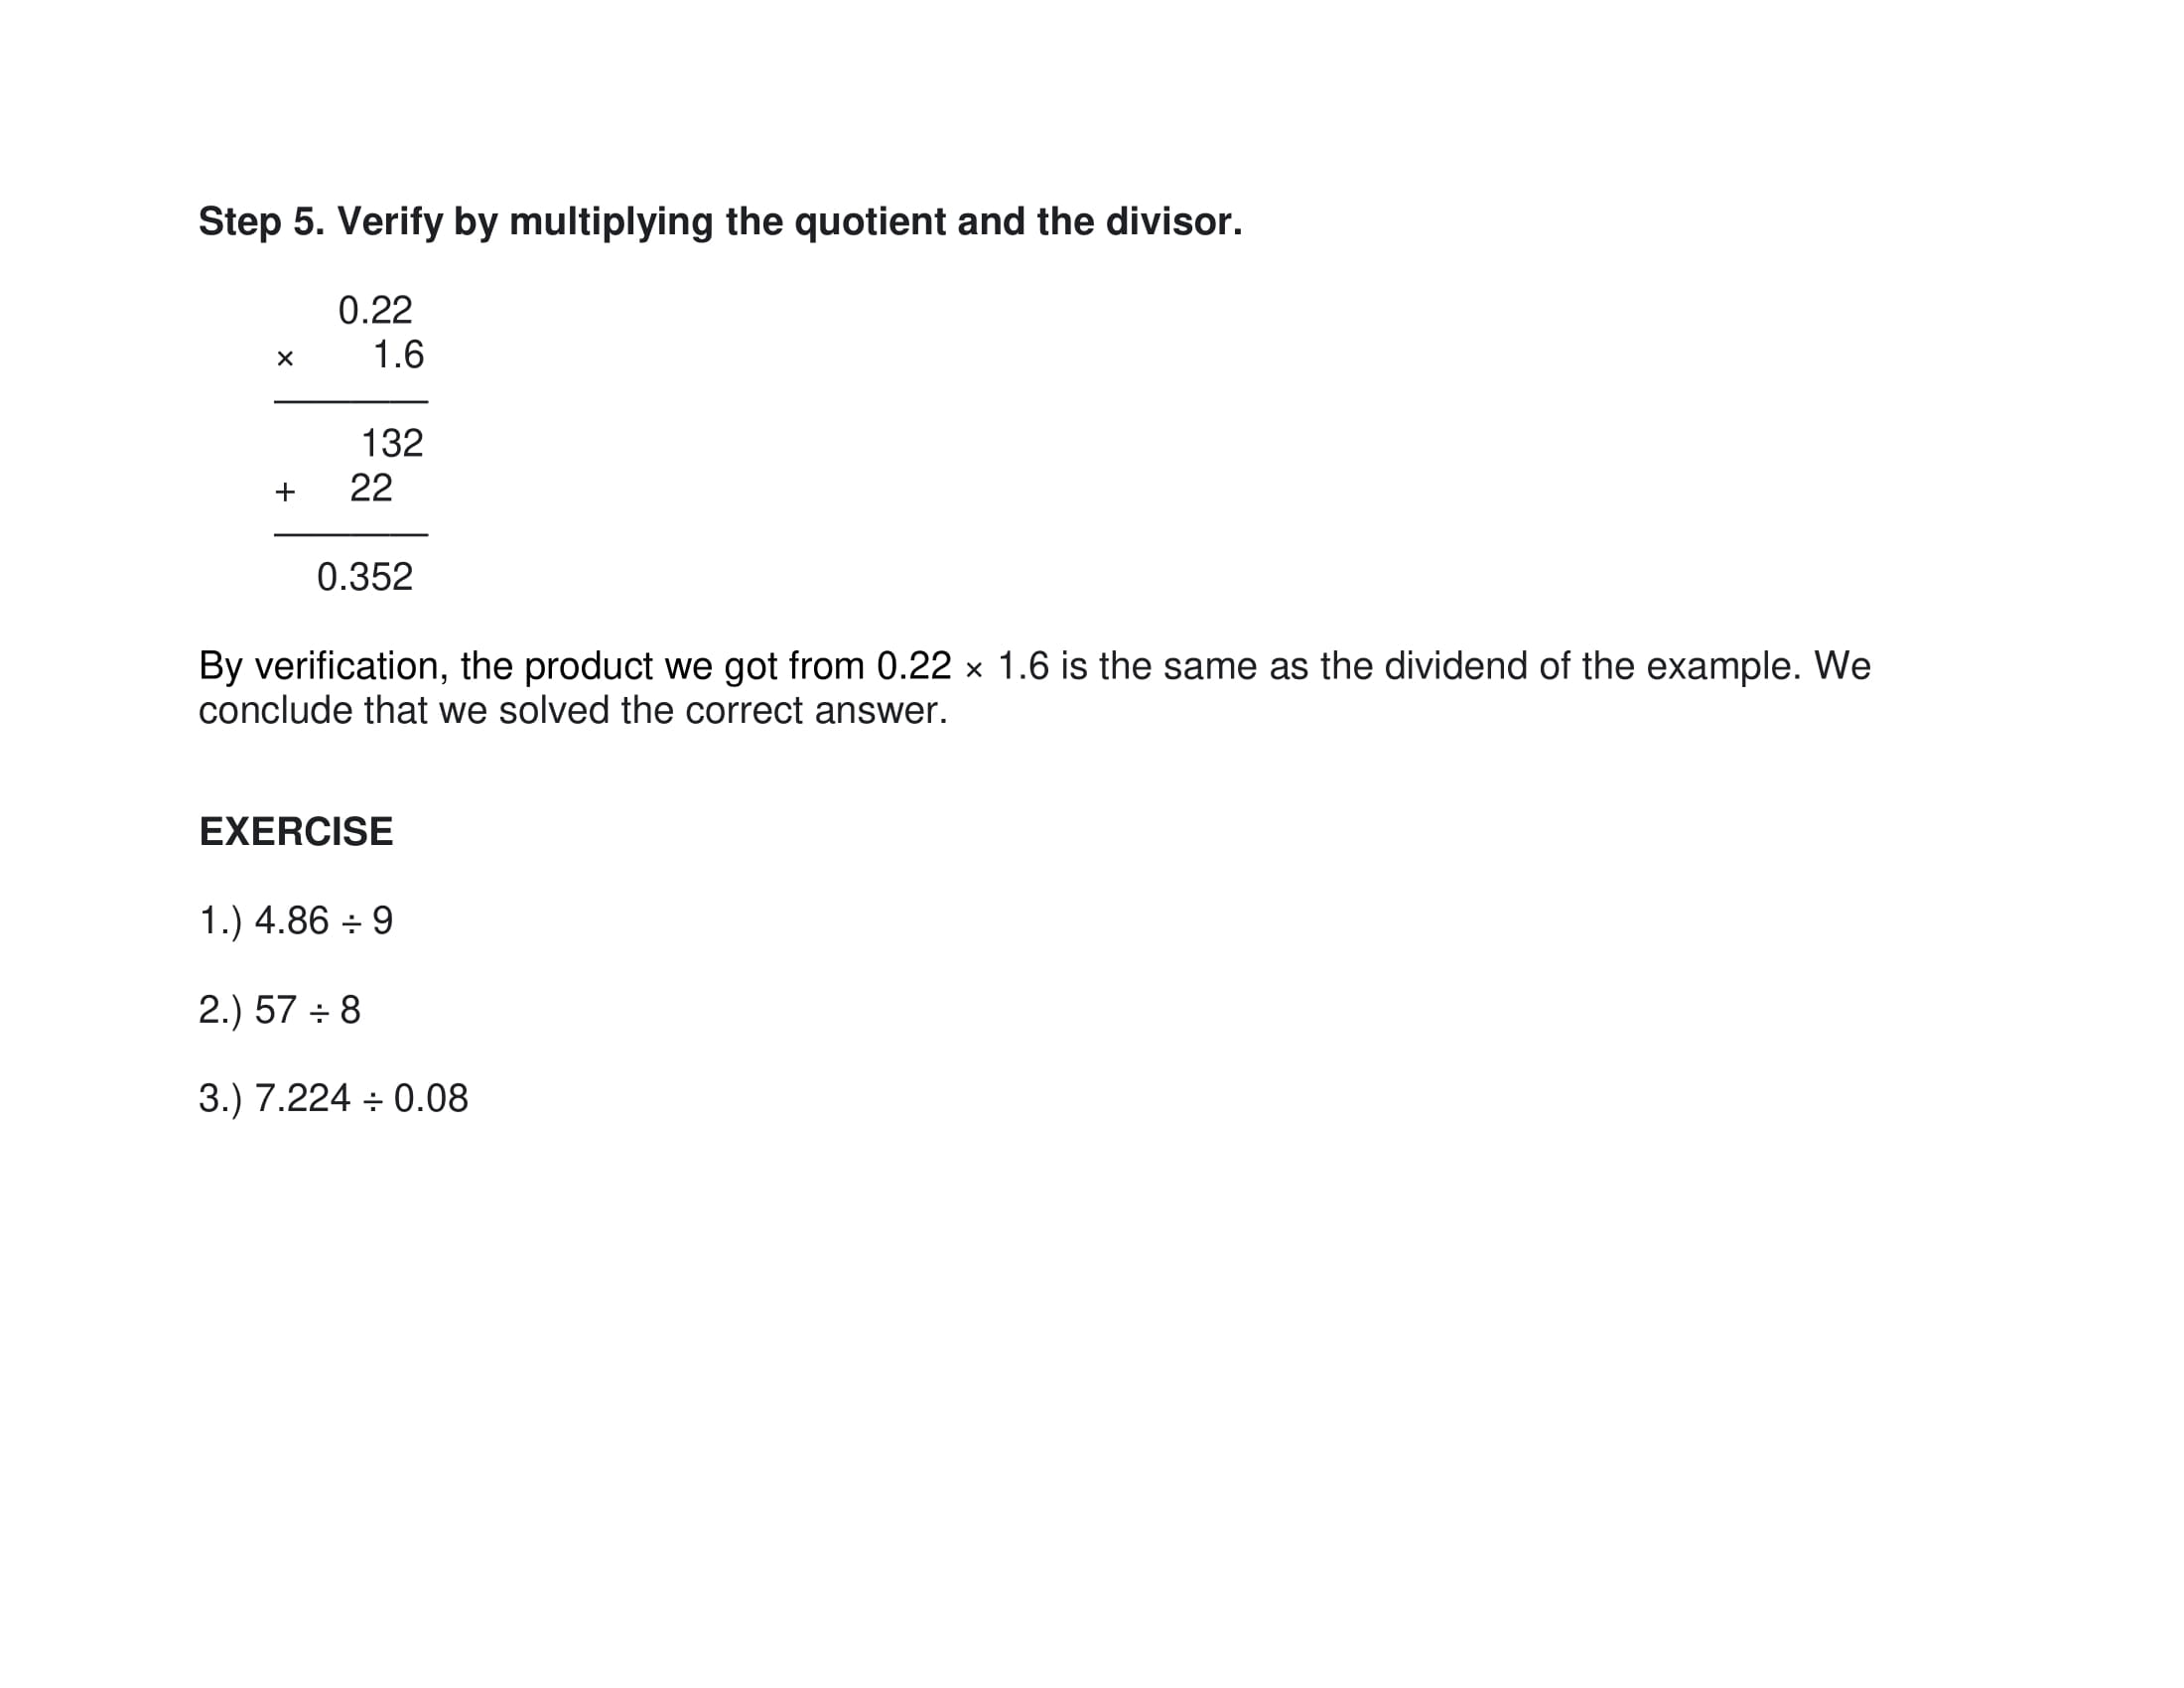 Step 5. Verify by multiplying the quotient and the divisor.
0.22
× 1.6
132
+ 22
0.352
By verification, the product we got from 0.22 × 1.6 is the same as the dividend of the example. We
conclude that we solved the correct answer.
EXERCISE
1.) 4.86 ÷ 9
2.) 57 ÷ 8
3.) 7.224 ÷ 0.08